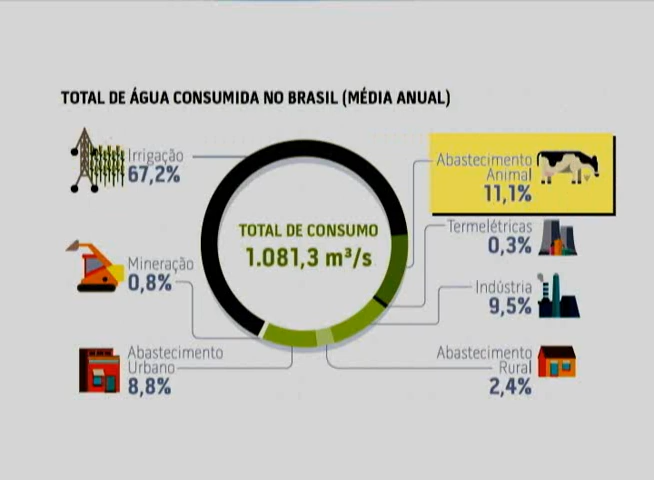 TOTAL DE ÁGUA CONSUMIDA NO BRASIL (MÉDIA ANUAL)
Irrigação
67,2%
Mineração
0,8%
Abastecimento
Urbano
8,8%
TOTAL DE CONSUMO
1.081,3 m³/s
Abastecimento
Animal
11,1%
Termelétricas
0,3%
Indústria
9,5%
Abastecimento
Rural
2,4%